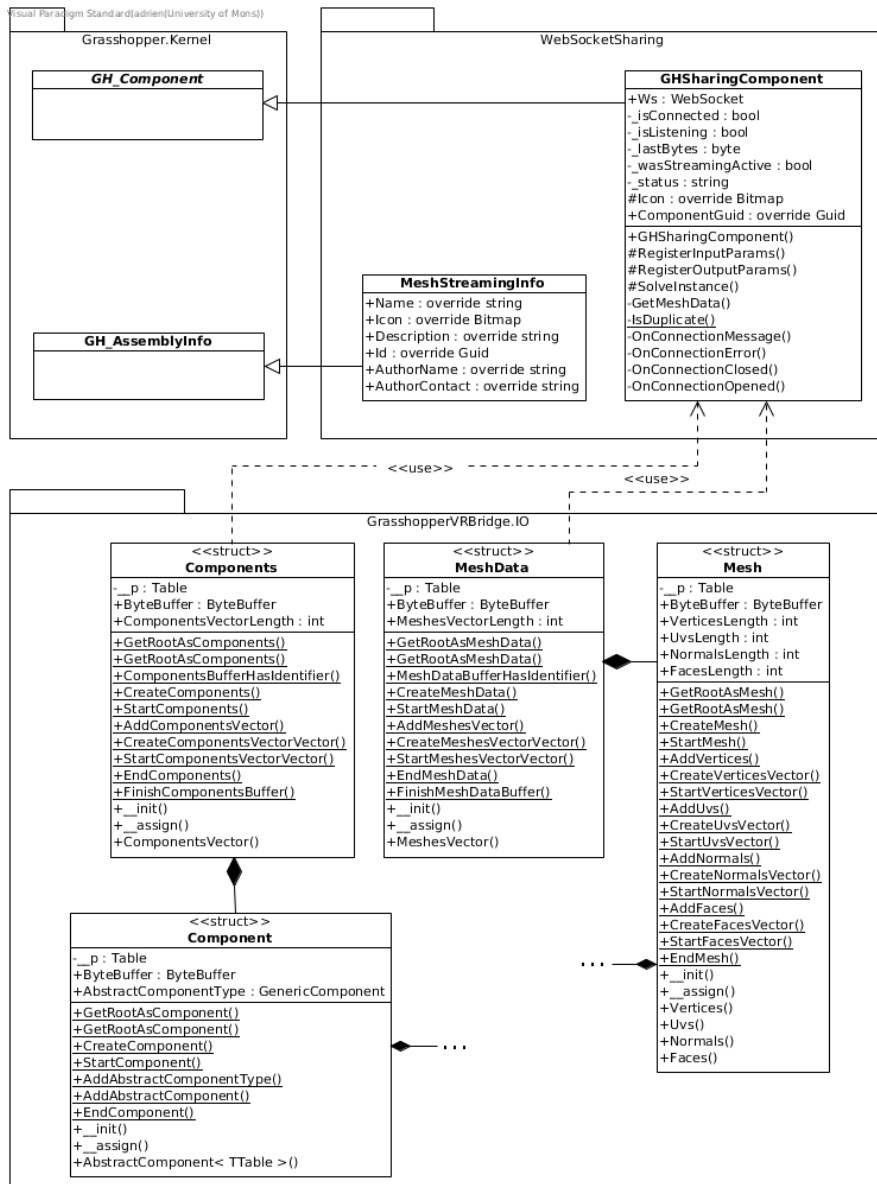 Visual Paradigm Standard(adrien(University of Mons))
Grasshopper.Kernel
WebSocketSharing
GH_Component
GHSharingComponent
+Ws : WebSocket
-_isConnected : bool
-_isListening : bool
-_lastBytes : byte
-_wasStreamingActive : bool
-_status : string
#Icon : override Bitmap
+ComponentGuid : override Guid
+GHSharingComponent()
#RegisterInputParams()
#RegisterOutputParams()
#SolveInstance()
-GetMeshData()
-IsDuplicate()
-OnConnectionMessage()
-OnConnectionError()
-OnConnectionClosed()
-OnConnectionOpened()
MeshStreamingInfo
+Name : override string
+Icon : override Bitmap
+Description : override string
+Id : override Guid
+AuthorName : override string
+AuthorContact : override string
GH_AssemblyInfo
<<use>>
<<use>>
GrasshopperVRBridge.IO
<<struct>>
Components
-__p : Table
+ByteBuffer : ByteBuffer
+ComponentsVectorLength : int
+GetRootAsComponents()
+GetRootAsComponents()
+ComponentsBufferHasIdentifier()
+CreateComponents()
+StartComponents()
+AddComponentsVector()
+CreateComponentsVectorVector()
+StartComponentsVectorVector()
+EndComponents()
+FinishComponentsBuffer()
+__init()
+__assign()
+ComponentsVector()
<<struct>>
MeshData
-__p : Table
+ByteBuffer : ByteBuffer
+MeshesVectorLength : int
+GetRootAsMeshData()
+GetRootAsMeshData()
+MeshDataBufferHasIdentifier()
+CreateMeshData()
+StartMeshData()
+AddMeshesVector()
+CreateMeshesVectorVector()
+StartMeshesVectorVector()
+EndMeshData()
+FinishMeshDataBuffer()
+__init()
+__assign()
+MeshesVector()
<<struct>>
Mesh
-__p : Table
+ByteBuffer : ByteBuffer
+VerticesLength : int
+UvsLength : int
+NormalsLength : int
+FacesLength : int
+GetRootAsMesh()
+GetRootAsMesh()
+CreateMesh()
+StartMesh()
+AddVertices()
+CreateVerticesVector()
+StartVerticesVector()
+AddUvs()
+CreateUvsVector()
+StartUvsVector()
+AddNormals()
+CreateNormalsVector()
+StartNormalsVector()
+AddFaces()
+CreateFacesVector()
+StartFacesVector()
+EndMesh()
+__init()
+__assign()
+Vertices()
+Uvs()
+Normals()
+Faces()
...
<<struct>>
Component
-__p : Table
+ByteBuffer : ByteBuffer
+AbstractComponentType : GenericComponent
+GetRootAsComponent()
+GetRootAsComponent()
+CreateComponent()
+StartComponent()
+AddAbstractComponentType()
+AddAbstractComponent()
+EndComponent()
+__init()
+__assign()
+AbstractComponent< TTable >()
...